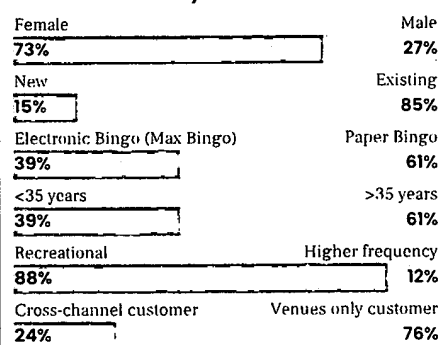 Female Male
73% 27%
New Existing
15% 85%
Electronic Bingo (Max Bingo) Paper Bingo
39% 61%
<35 years >35 years
39% 61%
Recreational Higher frequency
88% 12%
Cross-channel customer Venues only customer
24% 76%